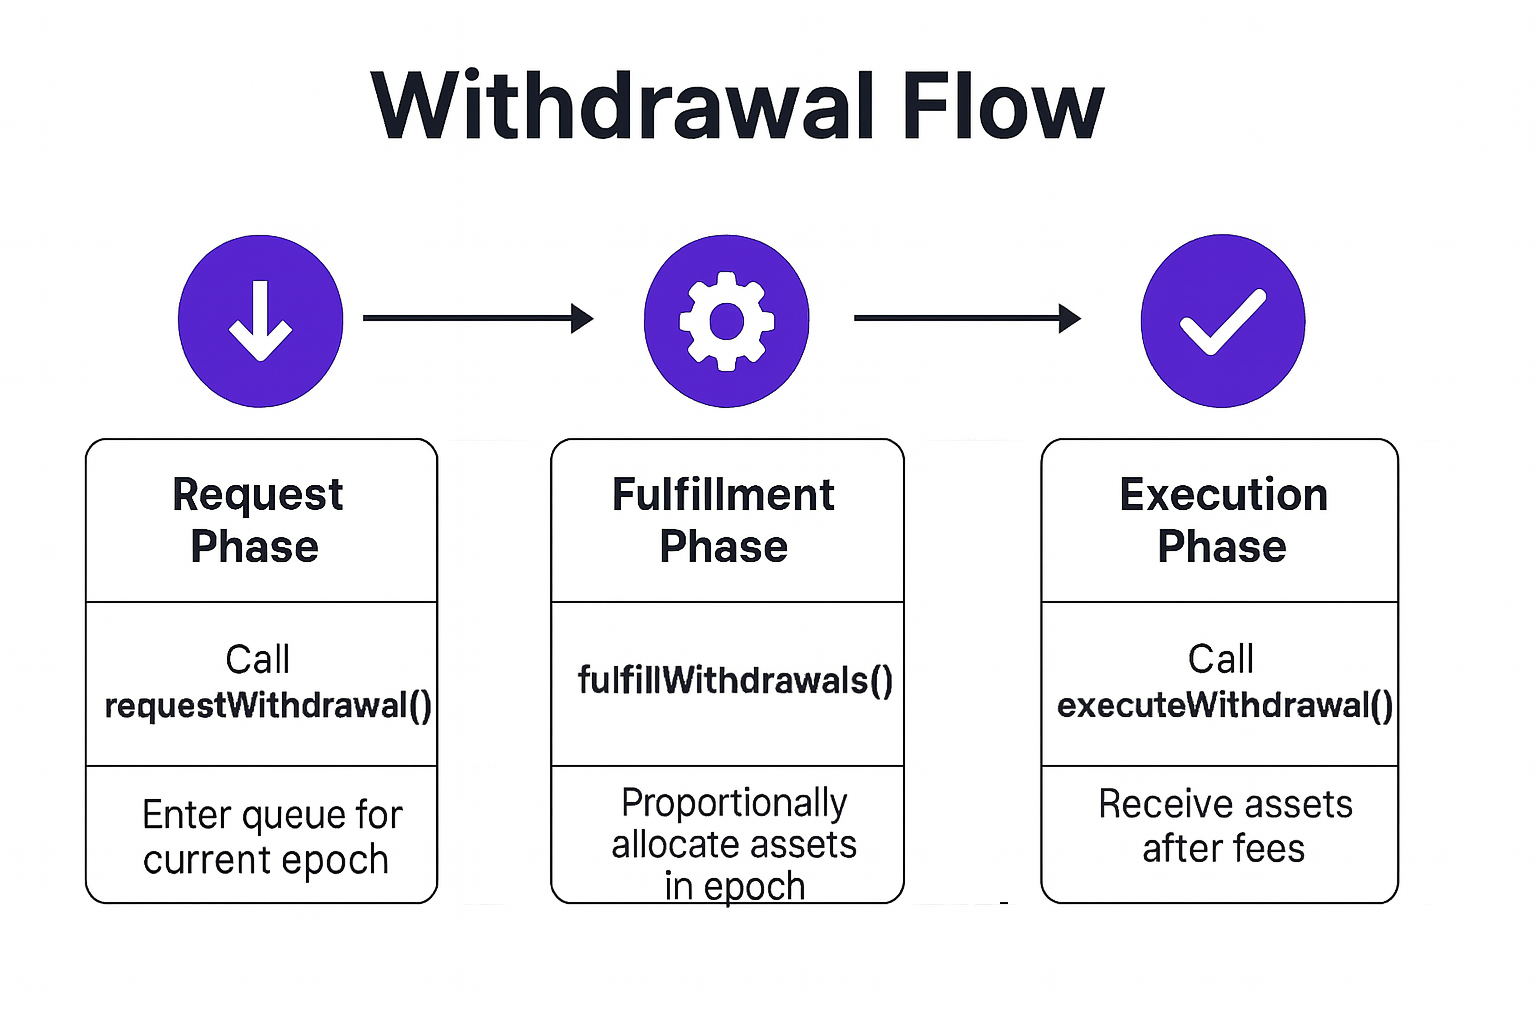 Withdrawal Flow
Request
Phase
Call
requestWithdrawal()
Enter queue for
current epoch
Fulfillment
Phase
fulfillWithdrawals()
Proportionally
allocate assets
in epoch
Execution
Phase
Call
executeWithdrawal()
Receive assets
after fees